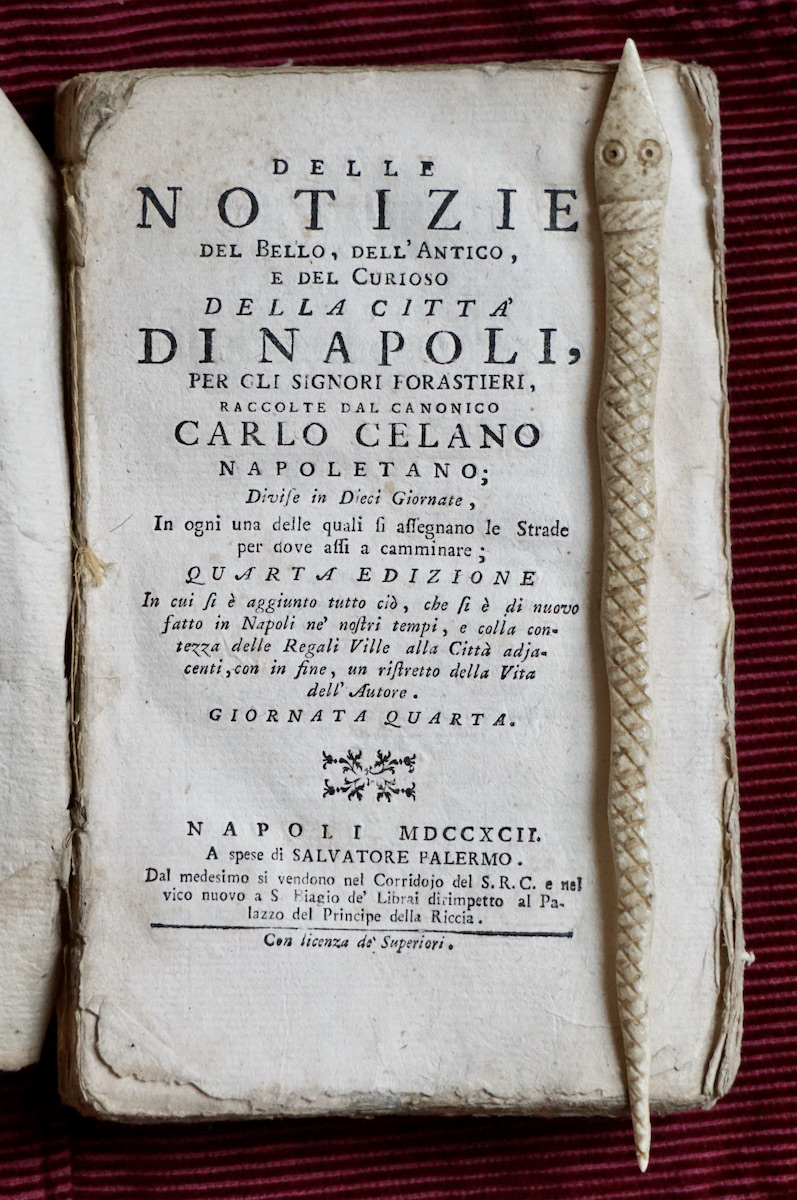 DELLE
NOTIZIE
DEL BELLO, DELL'ANTICO,
E DEL CURIOSO
DELLA CITTA'
DI NAPOLI,
PER GLI SIGNORI FORASTIERI,
RACCOLTE DAL CANONICO
CARLO CELANO
NAPOLETANO;
Diviſe in Dieci Giornate,
In ogni una delle quali ſi aſſegnano le Strade
per dove aſſi a camminare;
QUARTA EDIZIONE
In cui ſi è aggiunto tutto ciò, che ſi è di nuovo
fatto in Napoli ne' noſtri tempi, e colla con-
tezza delle Regali Ville alla Città adja-
centi, con in fine, un riſtretto della Vita
dell' Autore.
GIORNATA QUARTA.
NAPOLI MDCCXCII.
A spese di SALVATORE PALERMO.
Dal medesimo si vendono nel Corridojo del S. R. C. e nel
vico nuovo a S. Biagio de' Librai dirimpetto al Pa-
lazzo del Principe della Riccia.
Con licenza de' Superiori.